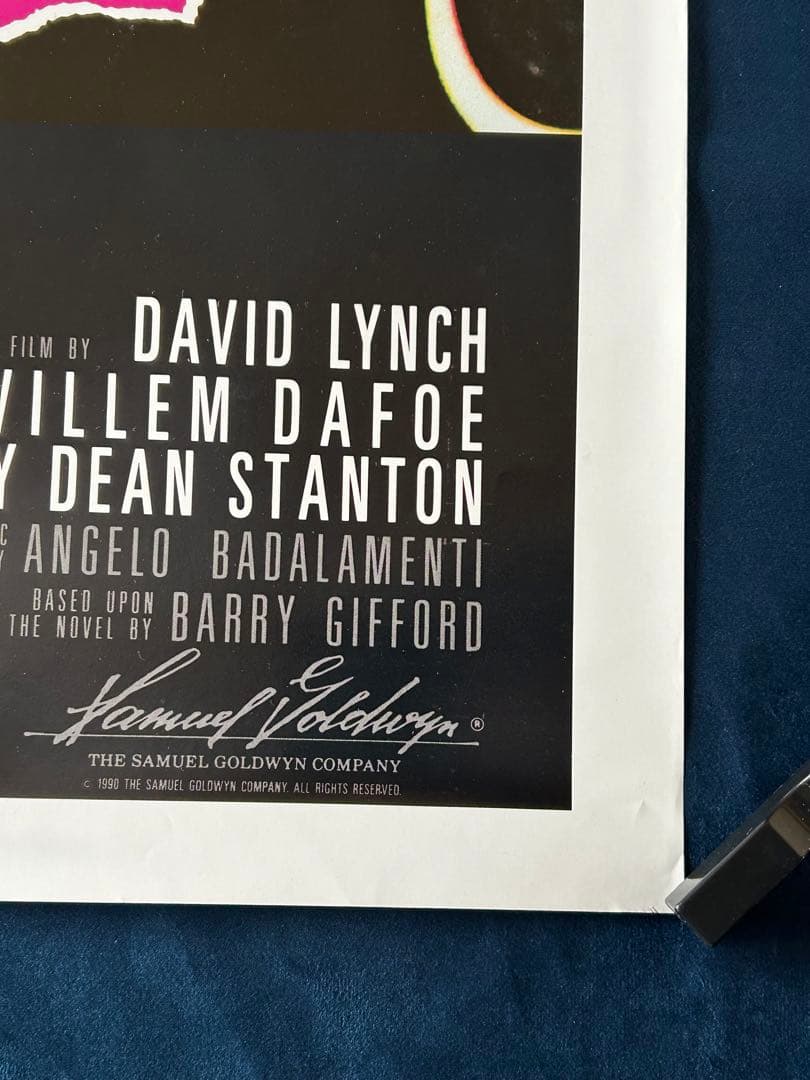 FILM BY DAVID LYNCH
WILLEM DAFOE
Y DEAN STANTON
C
Y ANGELO BADALAMENTI
BASED UPON
THE NOVEL BY BARRY GIFFORD
Samuel Goldwyn ®
THE SAMUEL GOLDWYN COMPANY
© 1990 THE SAMUEL GOLDWYN COMPANY. ALL RIGHTS RESERVED.